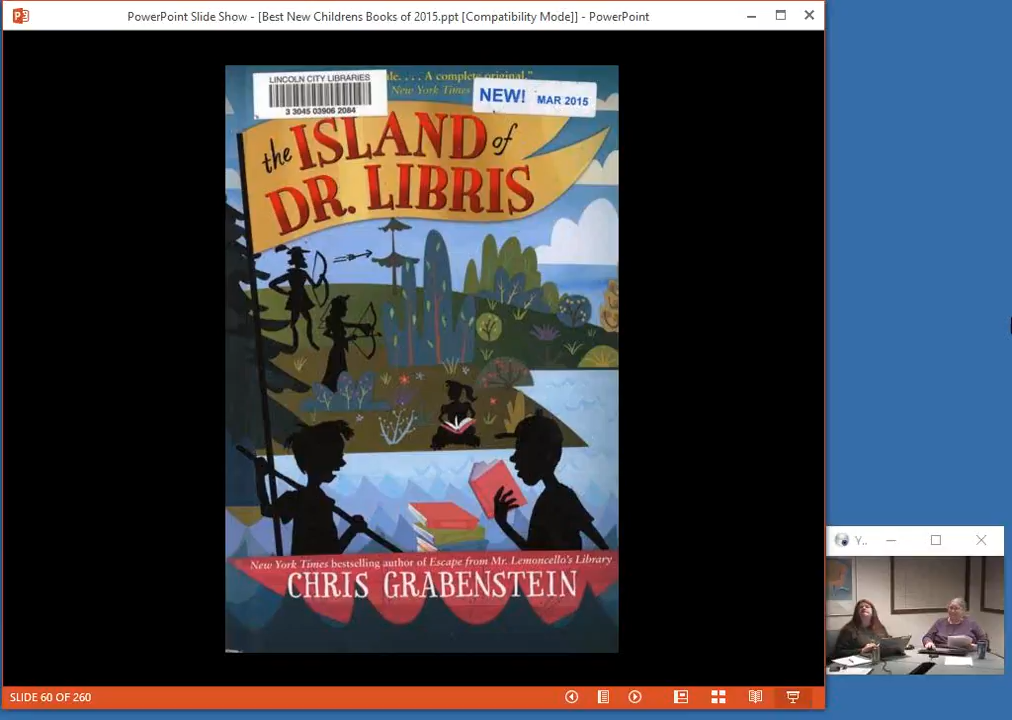 PowerPoint Slide Show - [Best New Childrens Books of 2015.ppt [Compatibility Mode]] - PowerPoint
LINCOLN CITY LIBRARIES
3 3045 03906 2084
le. . . . A complete original."
New York Times
NEW! MAR 2015
the ISLAND of
DR. LIBRIS
New York Times bestselling author of Escape from Mr. Lemoncello's Library
CHRIS GRABENSTEIN
Y..
SLIDE 60 OF 260